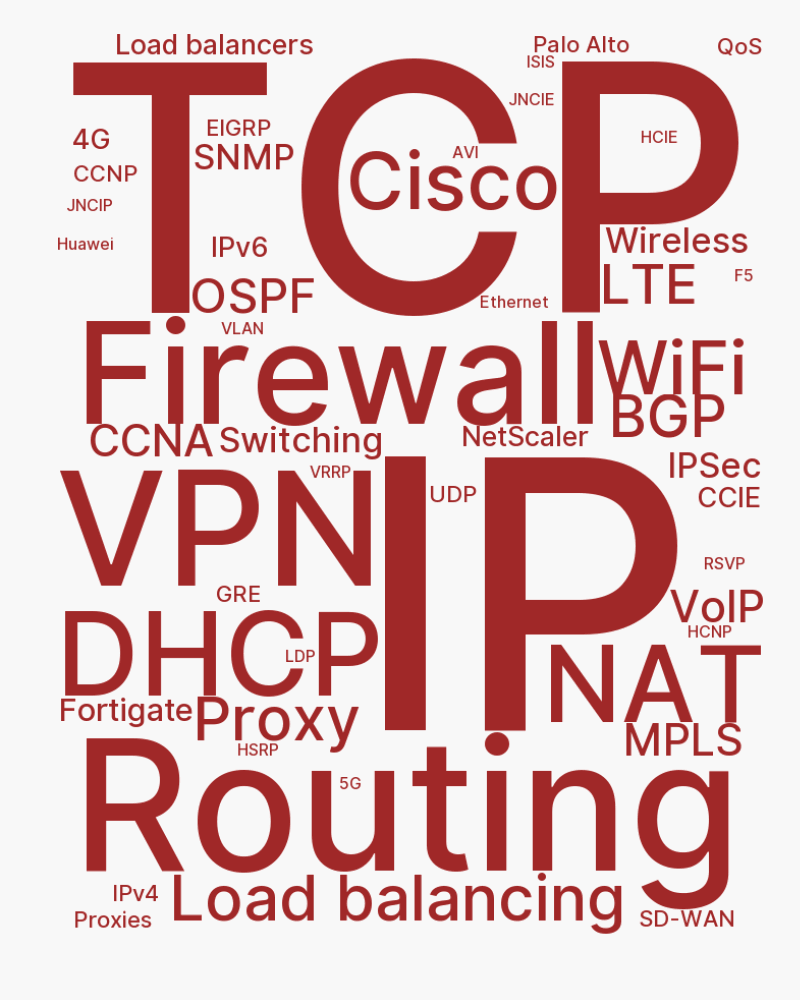 Load balancers
Palo Alto
QoS
ISIS
TCP
JNCIE
EIGRP
4G
HCIE
SNMP
AVI
CCNP
Cisco
JNCIP
Huawei
IPv6
Wireless
LTE
F5
OSPF
Ethernet
VLAN
Firewall
WiFi
BGP
CCNA
Switching
NetScaler
IPSec
VRRP
UDP
CCIE
VPN
IP
RSVP
GRE
VoIP
HCNP
DHCP
LDP
NAT
Fortigate
Proxy
MPLS
HSRP
5G
Routing
IPv4
Load balancing
Proxies
SD-WAN